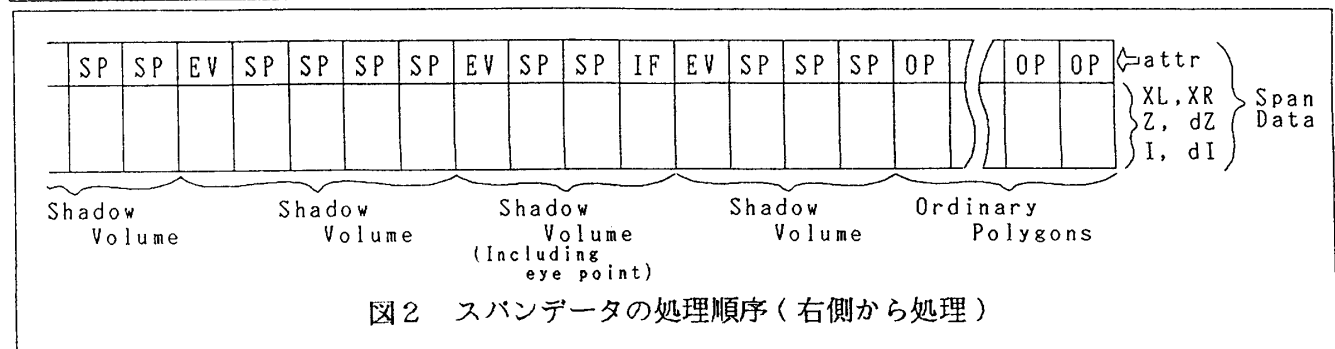 SP SP EV SP SP SP SP EV SP SP IF EV SP SP SP OP OP OP ⇦attr
XL, XR
Z, dZ
I, dI
Span
Data
Shadow
Volume
Shadow
Volume
Shadow
Volume
(Including
eye point)
Shadow
Volume
Ordinary
Polygons
図2 スパンデータの処理順序(右側から処理)